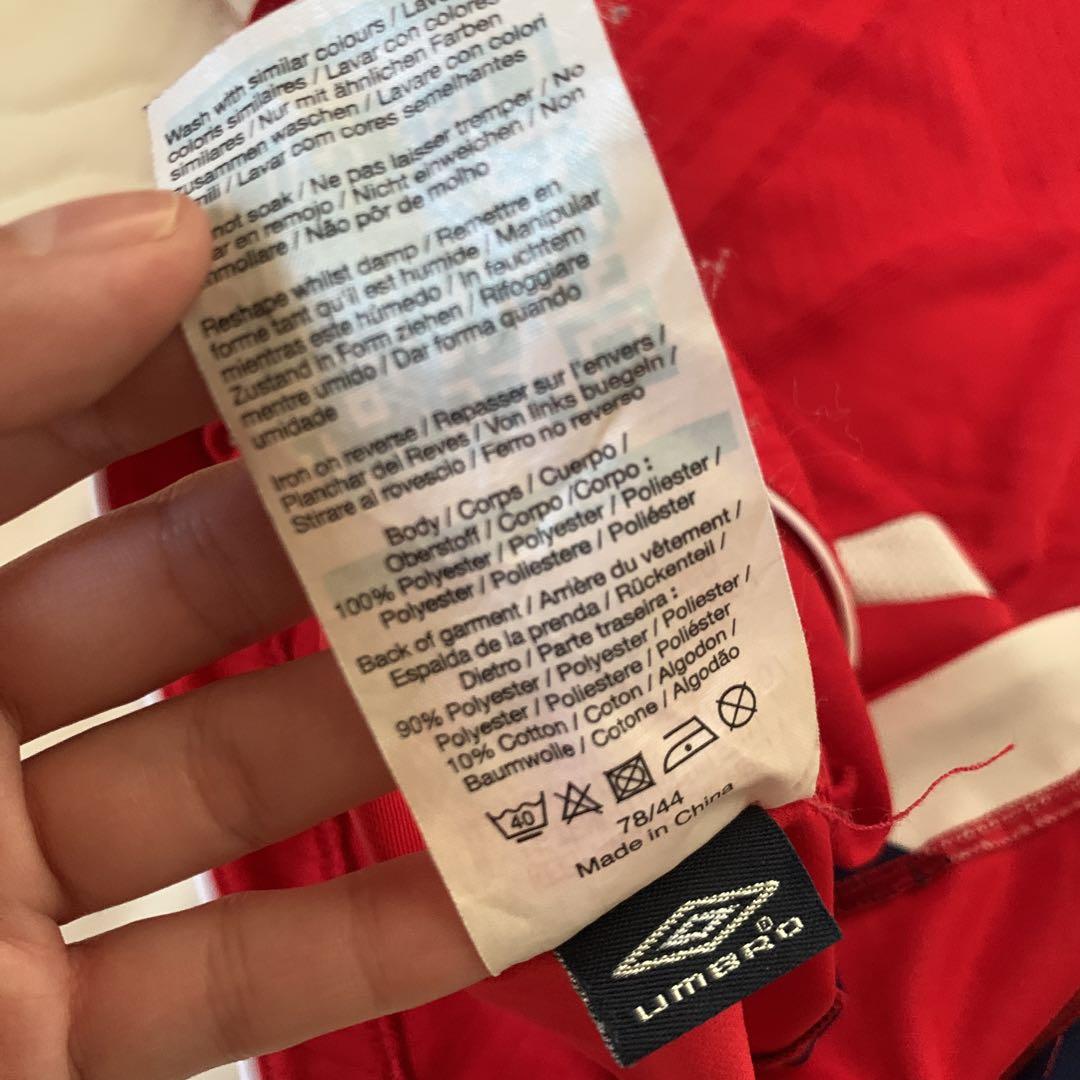 Wash with similar colours / Lav
coloris similaires / Lavar con colores
similares / Nur mit ähnlichen Farben
zusammen waschen / Lavare con colori
mili / Lavar com cores semelhantes
not soak / Ne pas laisser tremper / No
ar en remojo / Nicht einweichen / Non
mmollare / Não pôr de molho
Reshape whilst damp / Remettre en
forme tant qu'il est humide / Manipular
mientras este húmedo / In feuchtem
Zustand in Form ziehen / Rifoggiare
mentre umido / Dar forma quando
umidade
Iron on reverse / Repasser sur l'envers /
Planchar del Reves / Von links buegeln /
Stirare al rovescio / Ferro no reverso
Body / Corps / Cuerpo /
Oberstoff / Corpo /Corpo :
100% Polyester / Polyester / Poliester /
Polyester / Poliestere / Poliéster
Back of garment / Arrière du vêtement /
Espalda de la prenda / Rückenteil /
Dietro / Parte traseira :
90% Polyester / Polyester / Poliester /
Polyester / Poliestere / Poliéster
10% Cotton / Coton / Algodon /
Baumwolle / Cotone / Algodão
40
78/44
Made in China
UMBRO